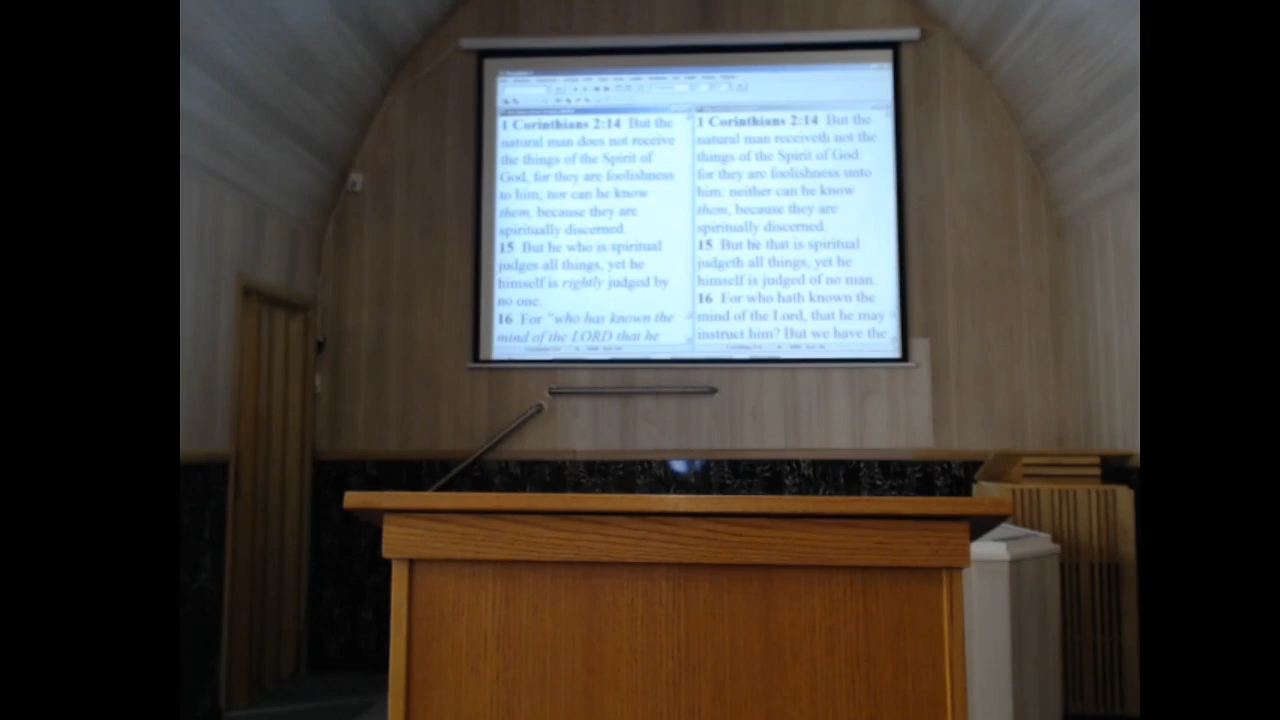 1 Corinthians 2:14 But the
natural man does not receive
the things of the Spirit of
God, for they are foolishness
to him; nor can he know
them, because they are
spiritually discerned.
15 But he who is spiritual
judges all things, yet he
himself is rightly judged by
no one.
16 For "who has known the
mind of the LORD that he
1 Corinthians 2:14 But the
natural man receiveth not the
things of the Spirit of God:
for they are foolishness unto
him: neither can he know
them, because they are
spiritually discerned.
15 But he that is spiritual
judgeth all things, yet he
himself is judged of no man.
16 For who hath known the
mind of the Lord, that he may
instruct him? But we have the